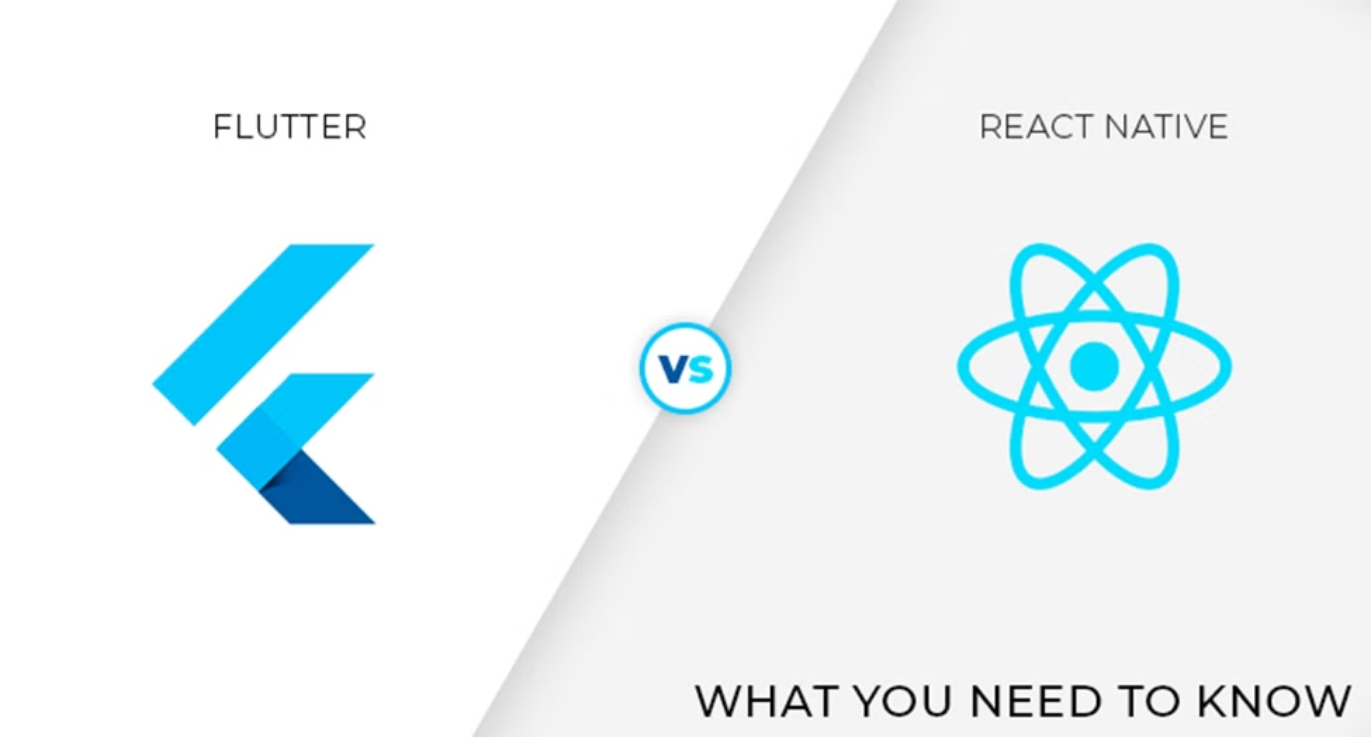 FLUTTER
REACT NATIVE
VS
WHAT YOU NEED TO KNOW